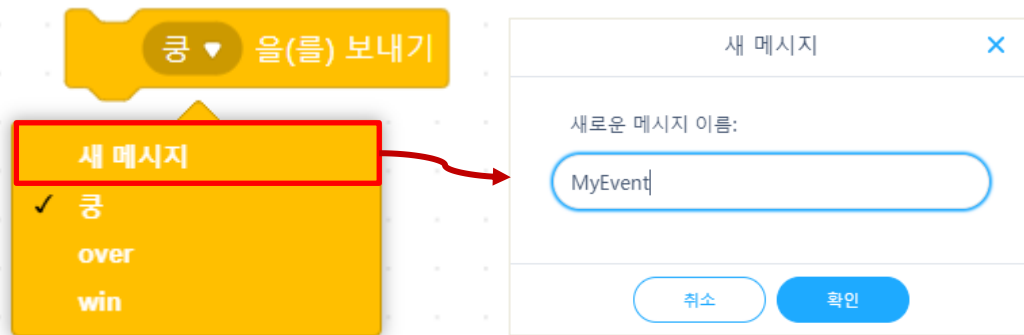 쿵 을(를) 보내기
새 메시지
쿵
over
win
새 메시지
새로운 메시지 이름:
MyEvent
취소
확인